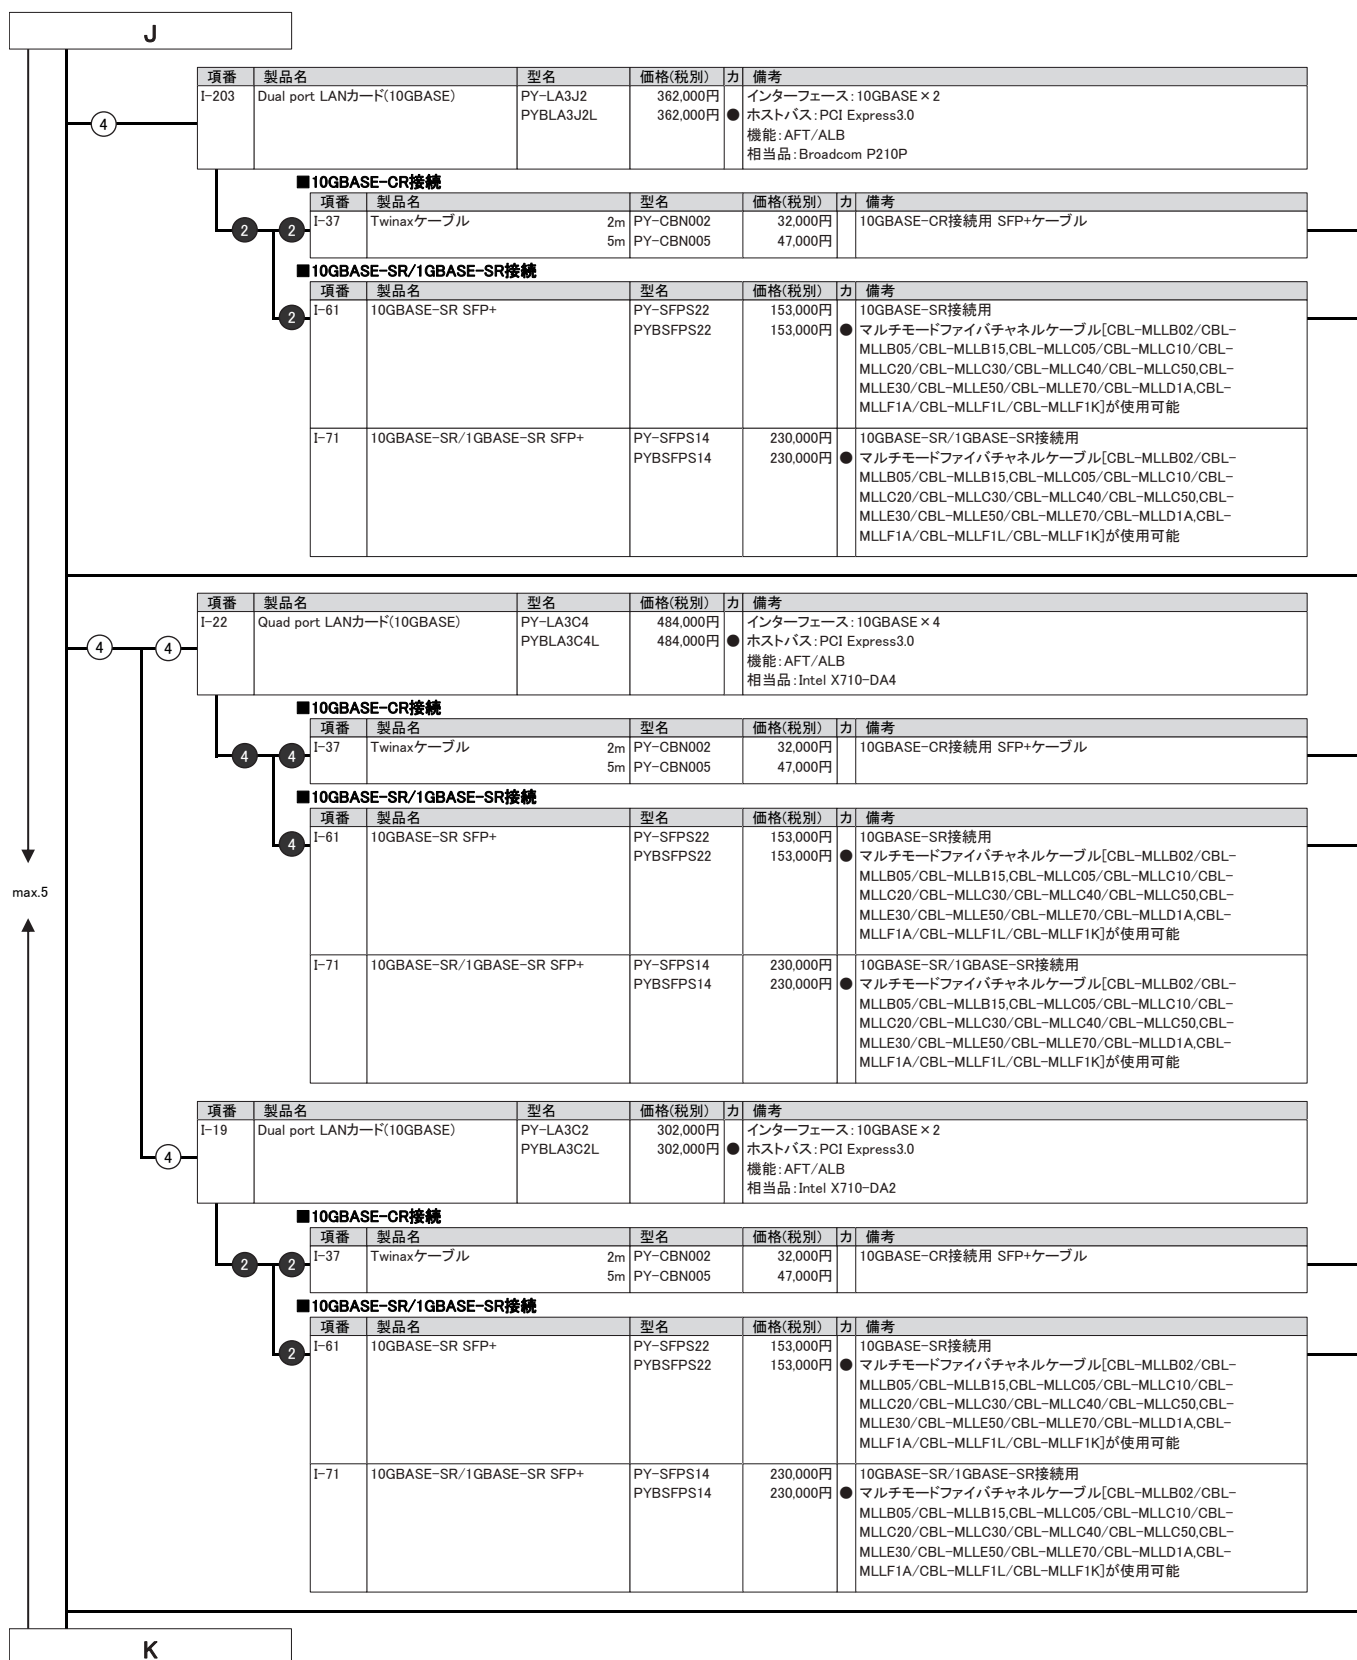 J
項番 製品名 型名 価格(税別) カ 備考
I-203 Dual port LANカード(10GBASE) PY-LA3J2 362,000円 インターフェース:10GBASE×2
PYBLA3J2L 362,000円 ● ホストバス:PCI Express3.0
機能:AFT/ALB
相当品:Broadcom P210P
4
■10GBASE-CR接続
項番 製品名 型名 価格(税別) カ 備考
2 2 I-37 Twinaxケーブル 2m PY-CBN002 32,000円 10GBASE-CR接続用 SFP+ケーブル
5m PY-CBN005 47,000円
■10GBASE-SR/1GBASE-SR接続
項番 製品名 型名 価格(税別) カ 備考
2 I-61 10GBASE-SR SFP+ PY-SFPS22 153,000円 10GBASE-SR接続用
PYBSFPS22 153,000円 ● マルチモードファイバチャネルケーブル[CBL-MLLB02/CBL-
MLLB05/CBL-MLLB15,CBL-MLLC05/CBL-MLLC10/CBL-
MLLC20/CBL-MLLC30/CBL-MLLC40/CBL-MLLC50,CBL-
MLLE30/CBL-MLLE50/CBL-MLLE70/CBL-MLLD1A,CBL-
MLLF1A/CBL-MLLF1L/CBL-MLLF1K]が使用可能
I-71 10GBASE-SR/1GBASE-SR SFP+ PY-SFPS14 230,000円 10GBASE-SR/1GBASE-SR接続用
PYBSFPS14 230,000円 ● マルチモードファイバチャネルケーブル[CBL-MLLB02/CBL-
MLLB05/CBL-MLLB15,CBL-MLLC05/CBL-MLLC10/CBL-
MLLC20/CBL-MLLC30/CBL-MLLC40/CBL-MLLC50,CBL-
MLLE30/CBL-MLLE50/CBL-MLLE70/CBL-MLLD1A,CBL-
MLLF1A/CBL-MLLF1L/CBL-MLLF1K]が使用可能
項番 製品名 型名 価格(税別) カ 備考
I-22 Quad port LANカード(10GBASE) PY-LA3C4 484,000円 インターフェース:10GBASE×4
4 4 PYBLA3C4L 484,000円 ● ホストバス:PCI Express3.0
機能:AFT/ALB
相当品:Intel X710-DA4
■10GBASE-CR接続
項番 製品名 型名 価格(税別) カ 備考
4 4 I-37 Twinaxケーブル 2m PY-CBN002 32,000円 10GBASE-CR接続用 SFP+ケーブル
5m PY-CBN005 47,000円
■10GBASE-SR/1GBASE-SR接続
項番 製品名 型名 価格(税別) カ 備考
4 I-61 10GBASE-SR SFP+ PY-SFPS22 153,000円 10GBASE-SR接続用
PYBSFPS22 153,000円 ● マルチモードファイバチャネルケーブル[CBL-MLLB02/CBL-
MLLB05/CBL-MLLB15,CBL-MLLC05/CBL-MLLC10/CBL-
MLLC20/CBL-MLLC30/CBL-MLLC40/CBL-MLLC50,CBL-
MLLE30/CBL-MLLE50/CBL-MLLE70/CBL-MLLD1A,CBL-
MLLF1A/CBL-MLLF1L/CBL-MLLF1K]が使用可能
max.5
I-71 10GBASE-SR/1GBASE-SR SFP+ PY-SFPS14 230,000円 10GBASE-SR/1GBASE-SR接続用
PYBSFPS14 230,000円 ● マルチモードファイバチャネルケーブル[CBL-MLLB02/CBL-
MLLB05/CBL-MLLB15,CBL-MLLC05/CBL-MLLC10/CBL-
MLLC20/CBL-MLLC30/CBL-MLLC40/CBL-MLLC50,CBL-
MLLE30/CBL-MLLE50/CBL-MLLE70/CBL-MLLD1A,CBL-
MLLF1A/CBL-MLLF1L/CBL-MLLF1K]が使用可能
項番 製品名 型名 価格(税別) カ 備考
I-19 Dual port LANカード(10GBASE) PY-LA3C2 302,000円 インターフェース:10GBASE×2
4 PYBLA3C2L 302,000円 ● ホストバス:PCI Express3.0
機能:AFT/ALB
相当品:Intel X710-DA2
■10GBASE-CR接続
項番 製品名 型名 価格(税別) カ 備考
2 2 I-37 Twinaxケーブル 2m PY-CBN002 32,000円 10GBASE-CR接続用 SFP+ケーブル
5m PY-CBN005 47,000円
■10GBASE-SR/1GBASE-SR接続
項番 製品名 型名 価格(税別) カ 備考
2 I-61 10GBASE-SR SFP+ PY-SFPS22 153,000円 10GBASE-SR接続用
PYBSFPS22 153,000円 ● マルチモードファイバチャネルケーブル[CBL-MLLB02/CBL-
MLLB05/CBL-MLLB15,CBL-MLLC05/CBL-MLLC10/CBL-
MLLC20/CBL-MLLC30/CBL-MLLC40/CBL-MLLC50,CBL-
MLLE30/CBL-MLLE50/CBL-MLLE70/CBL-MLLD1A,CBL-
MLLF1A/CBL-MLLF1L/CBL-MLLF1K]が使用可能
I-71 10GBASE-SR/1GBASE-SR SFP+ PY-SFPS14 230,000円 10GBASE-SR/1GBASE-SR接続用
PYBSFPS14 230,000円 ● マルチモードファイバチャネルケーブル[CBL-MLLB02/CBL-
MLLB05/CBL-MLLB15,CBL-MLLC05/CBL-MLLC10/CBL-
MLLC20/CBL-MLLC30/CBL-MLLC40/CBL-MLLC50,CBL-
MLLE30/CBL-MLLE50/CBL-MLLE70/CBL-MLLD1A,CBL-
MLLF1A/CBL-MLLF1L/CBL-MLLF1K]が使用可能
K